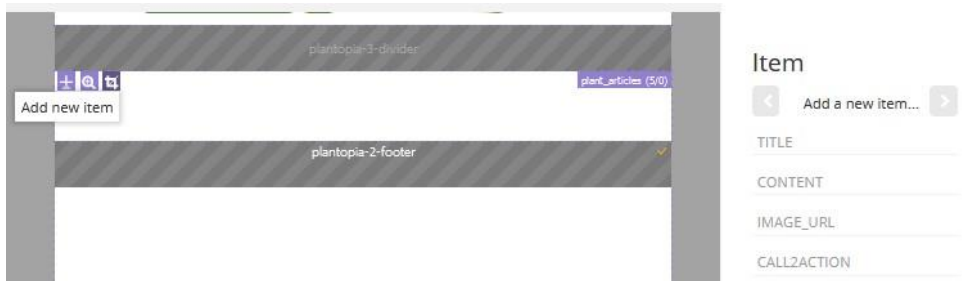 plantopia-3-divider
plant_articles (5/0)
Add new item
plantopia-2-footer
Item
Add a new item...
TITLE
CONTENT
IMAGE_URL
CALL2ACTION